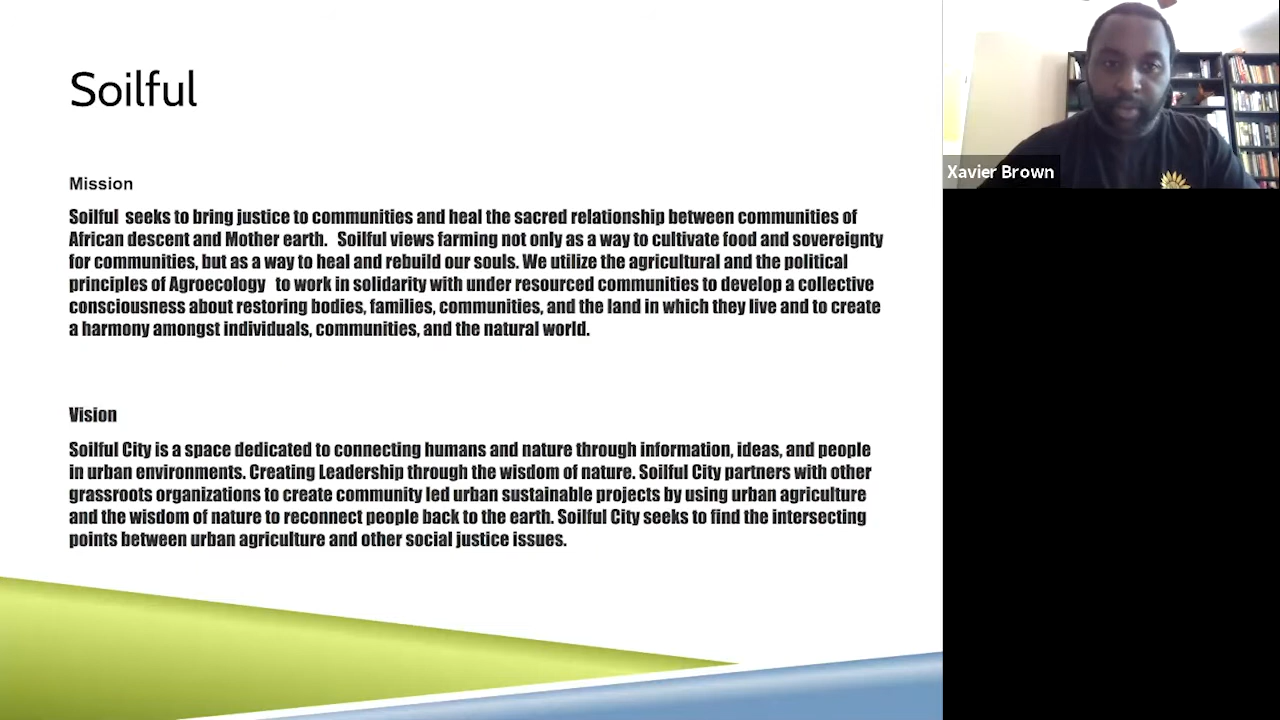 Soilful
Mission
Soilful seeks to bring justice to communities and heal the sacred relationship between communities of
African descent and Mother earth. Soilful views farming not only as a way to cultivate food and sovereignty
for communities, but as a way to heal and rebuild our souls. We utilize the agricultural and the political
principles of Agroecology to work in solidarity with under resourced communities to develop a collective
consciousness about restoring bodies, families, communities, and the land in which they live and to create
a harmony amongst individuals, communities, and the natural world.
Vision
Soilful City is a space dedicated to connecting humans and nature through information, ideas, and people
in urban environments. Creating Leadership through the wisdom of nature. Soilful City partners with other
grassroots organizations to create community led urban sustainable projects by using urban agriculture
and the wisdom of nature to reconnect people back to the earth. Soilful City seeks to find the intersecting
points between urban agriculture and other social justice issues.
Xavier Brown